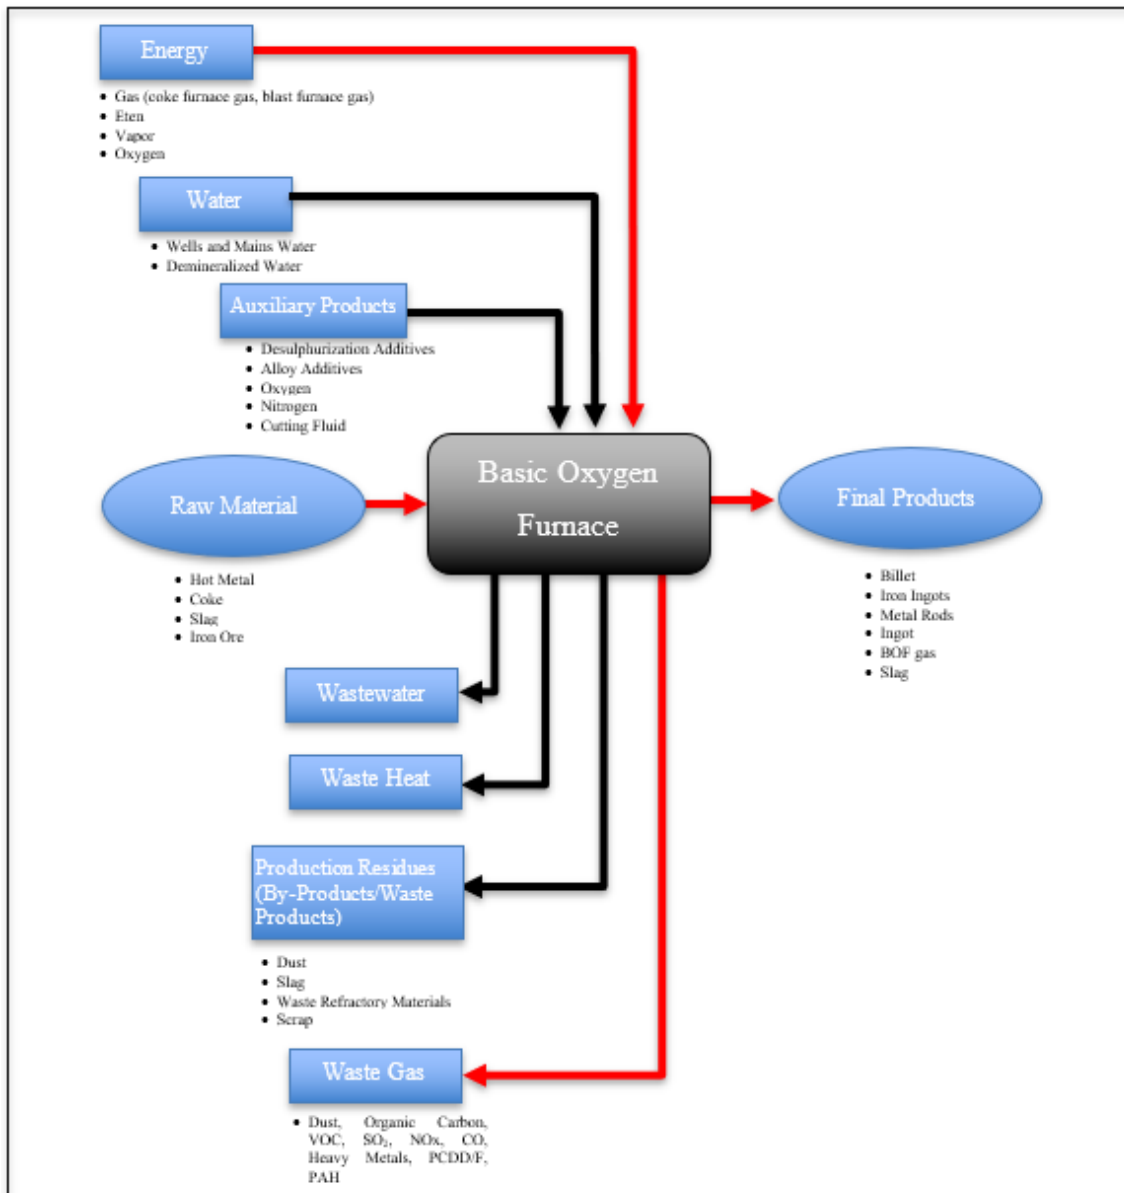 Energy
• Gas (coke furnace gas, blast furnace gas)
• Eten
• Vapor
• Oxygen
Water
• Wells and Mains Water
• Demineralized Water
Auxiliary Products
• Desulphurization Additives
• Alloy Additives
• Oxygen
• Nitrogen
• Cutting Fluid
Raw Material
Basic Oxygen
Furnace
Final Products
• Hot Metal
• Coke
• Slag
• Iron Ore
• Billet
• Iron Ingots
• Metal Rods
• Ingot
• BOF gas
• Slag
Wastewater
Waste Heat
Production Residues
(By-Products/Waste
Products)
• Dust
• Slag
• Waste Refractory Materials
• Scrap
Waste Gas
• Dust, Organic Carbon,
VOC, SO₂, NOx, CO,
Heavy Metals, PCDD/F,
PAH